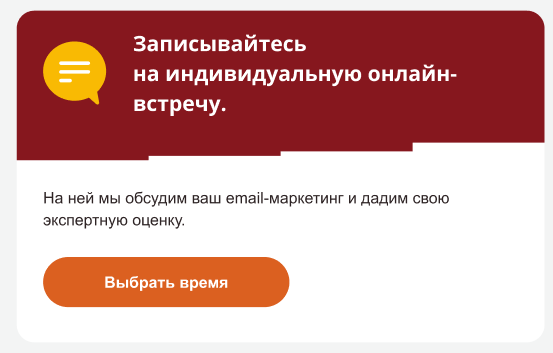 Записывайтесь
на индивидуальную онлайн-
встречу.
На ней мы обсудим ваш email-маркетинг и дадим свою
экспертную оценку.
Выбрать время